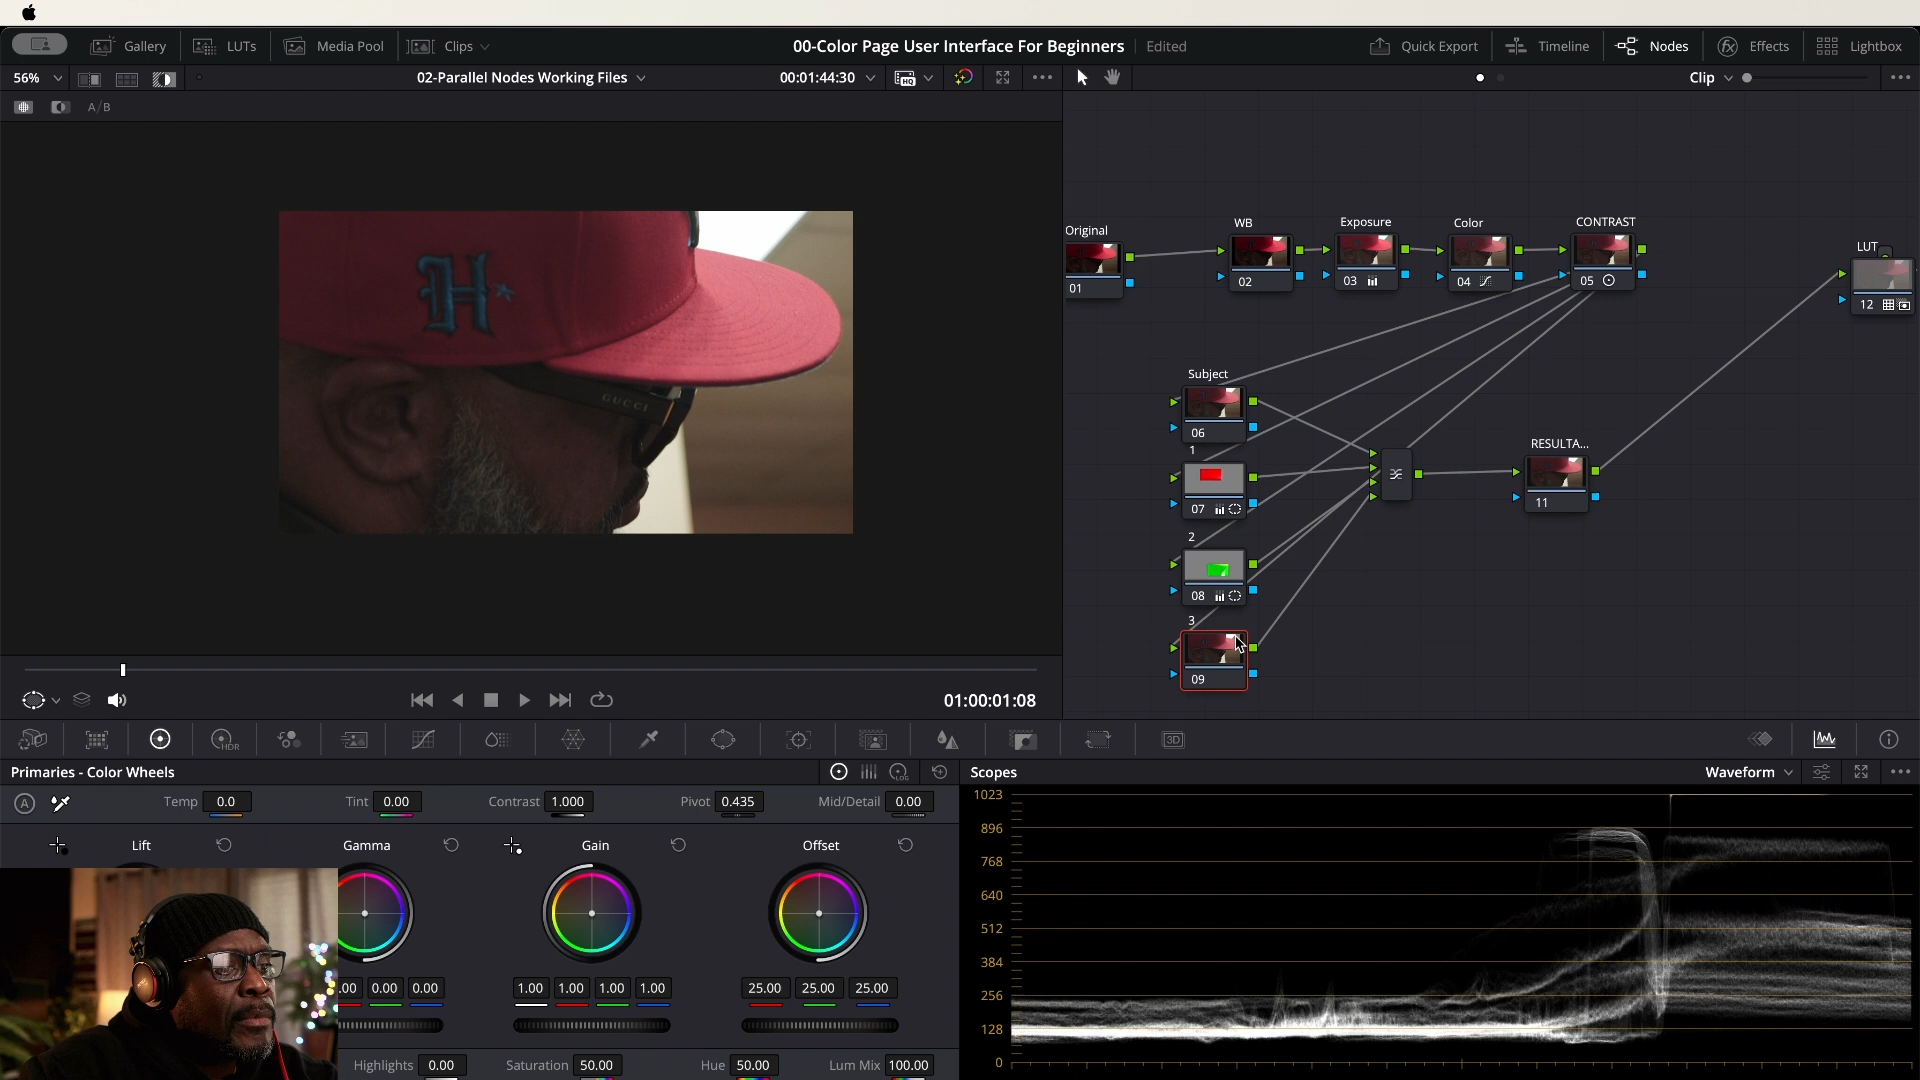 Gallery LUTs Media Pool Clips 00-Color Page User Interface For Beginners Edited Quick Export Timeline Nodes Effects Lightbox
56% 02-Parallel Nodes Working Files 00:01:44:30 HQ Clip
A/B
Original WB Exposure Color CONTRAST LUT
01 02 03 04 05 12
Subject
06
1
07
2
08
3
09
RESULTA...
11
H
GUCCI
01:00:01:08
HDR 3D
Primaries - Color Wheels LOG Scopes Waveform
A Temp 0.0 Tint 0.00 Contrast 1.000 Pivot 0.435 Mid/Detail 0.00
Lift Gamma Gain Offset
.00 0.00 0.00 1.00 1.00 1.00 1.00 25.00 25.00 25.00
Highlights 0.00 Saturation 50.00 Hue 50.00 Lum Mix 100.00
1023
896
768
640
512
384
256
128
0